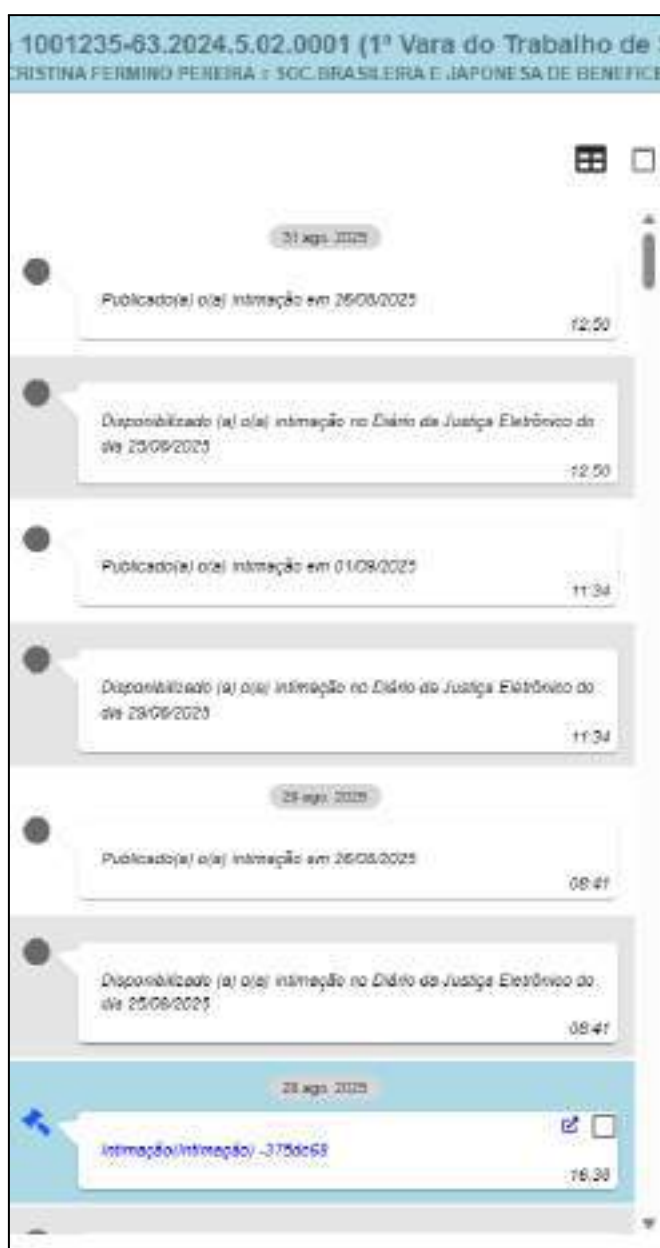 1001235-63.2024.5.02.0001 (1ª Vara do Trabalho de
CRISTINA FERMINO PEREIRA x SOC. BRASILEIRA E JAPONESA DE BENEFICE
31 ago. 2025
Publicado(a) o(a) intimação em 26/08/2025
12:50
Disponibilizado (a) o(a) intimação no Diário da Justiça Eletrônico do
dia 25/08/2025
12:50
Publicado(a) o(a) intimação em 01/09/2025
11:34
Disponibilizado (a) o(a) intimação no Diário da Justiça Eletrônico do
dia 29/08/2025
11:34
29 ago. 2025
Publicado(a) o(a) intimação em 26/08/2025
08:41
Disponibilizado (a) o(a) intimação no Diário da Justiça Eletrônico do
dia 25/08/2025
08:41
28 ago. 2025
Intimação(Intimação) -
16:38